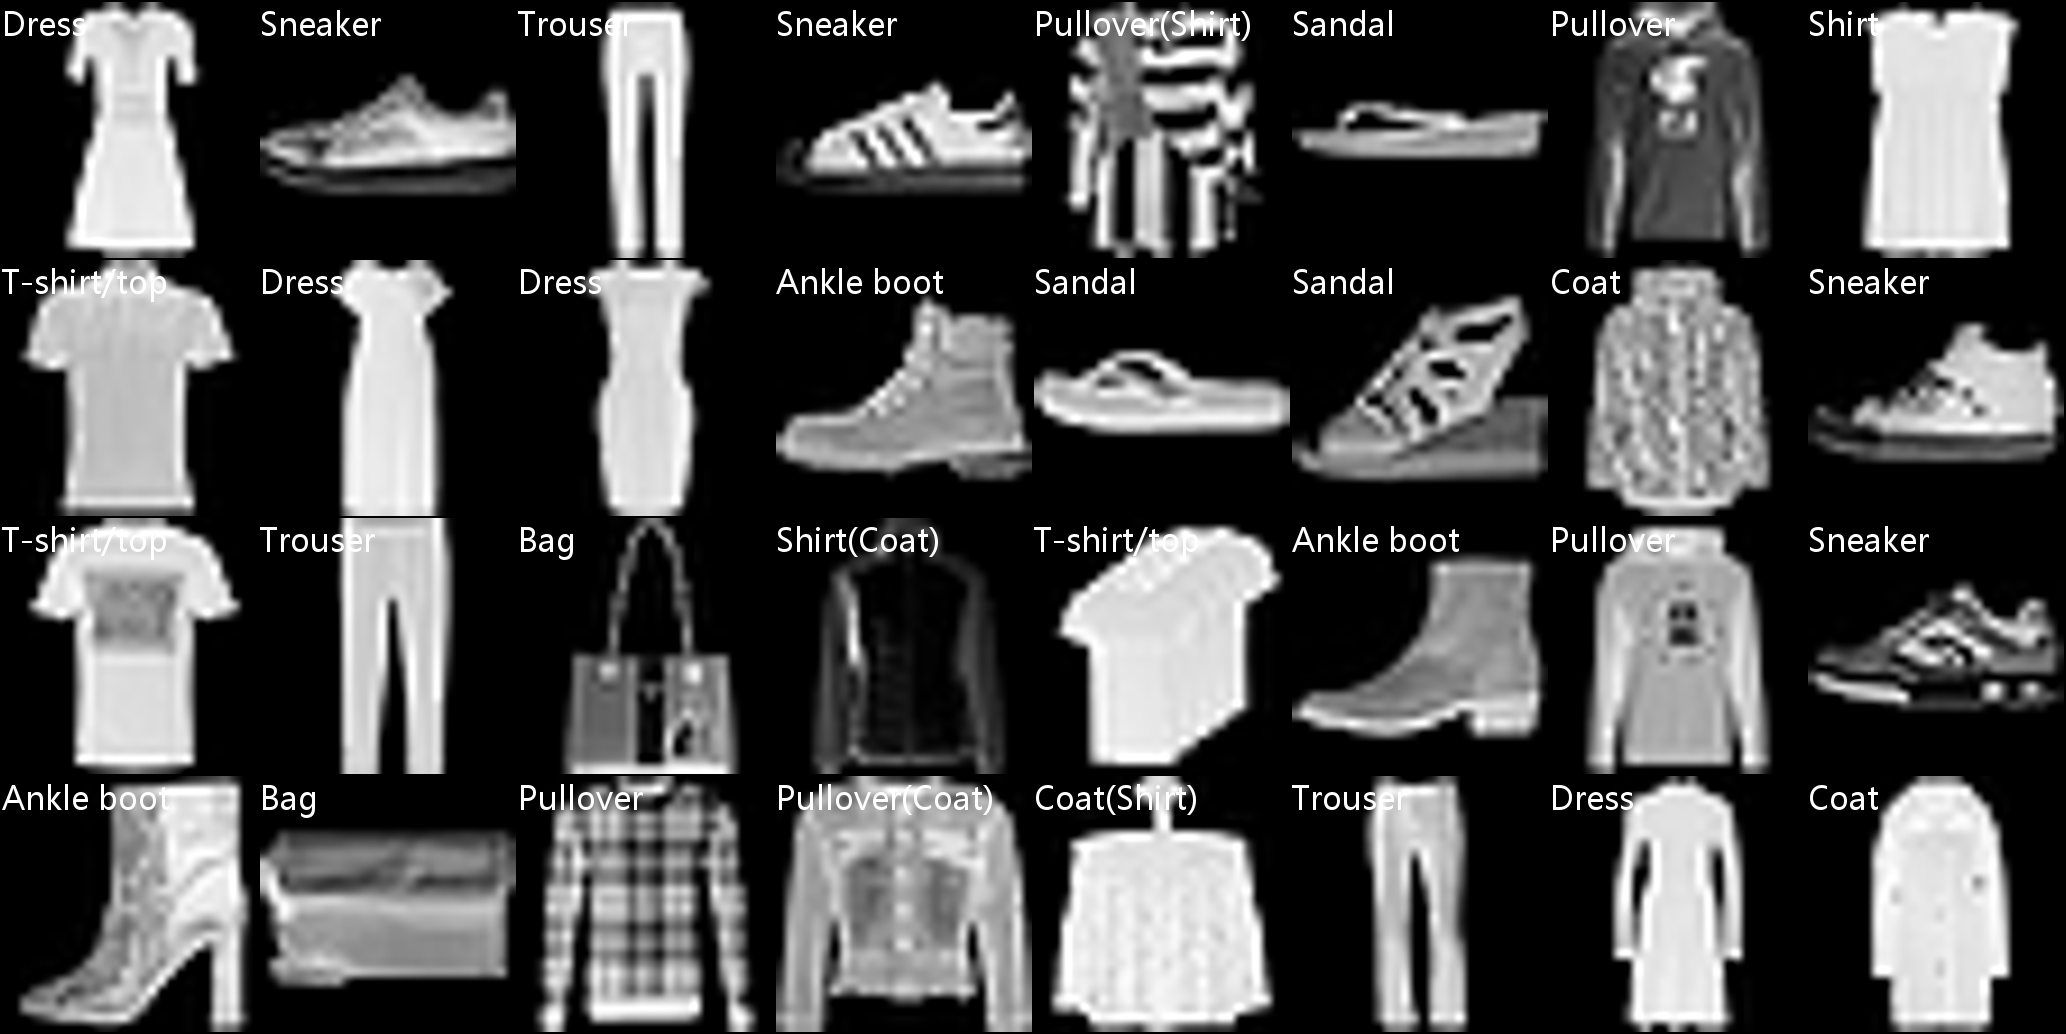 Dress
Sneaker
Trouser
Sneaker
Pullover(Shirt)
Sandal
Pullover
Shirt
T-shirt/top
Dress
Dress
Ankle boot
Sandal
Sandal
Coat
Sneaker
T-shirt/top
Trouser
Bag
Shirt(Coat)
T-shirt/top
Ankle boot
Pullover
Sneaker
Ankle boot
Bag
Pullover
Pullover(Coat)
Coat(Shirt)
Trouser
Dress
Coat